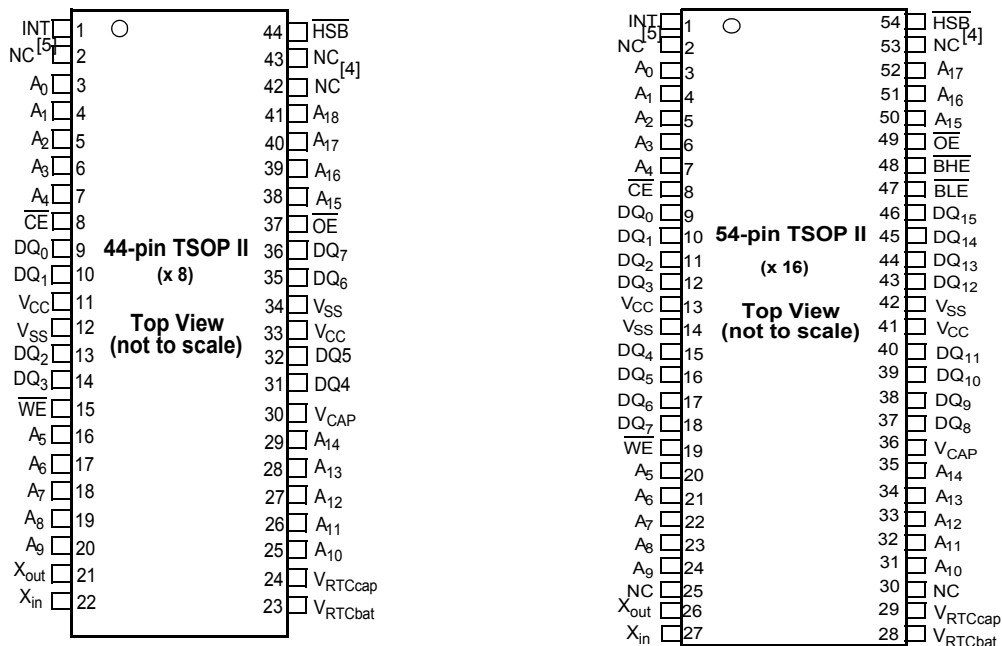 INT 1 44 HSB
NC [5] 2 43 NC [4]
A0 3 42 NC
A1 4 41 A18
A2 5 40 A17
A3 6 39 A16
A4 7 38 A15
CE 8 37 OE
DQ0 9 36 DQ7
DQ1 10 35 DQ6
VCC 11 34 VSS
VSS 12 33 VCC
DQ2 13 32 DQ5
DQ3 14 31 DQ4
WE 15 30 VCAP
A5 16 29 A14
A6 17 28 A13
A7 18 27 A12
A8 19 26 A11
A9 20 25 A10
Xout 21 24 VRTCcap
Xin 22 23 VRTCbat
44-pin TSOP II
(x 8)
Top View
(not to scale)
INT 1 54 HSB
NC [5] 2 53 NC [4]
A0 3 52 A17
A1 4 51 A16
A2 5 50 A15
A3 6 49 OE
A4 7 48 BHE
CE 8 47 BLE
DQ0 9 46 DQ15
DQ1 10 45 DQ14
DQ2 11 44 DQ13
DQ3 12 43 DQ12
VCC 13 42 VSS
VSS 14 41 VCC
DQ4 15 40 DQ11
DQ5 16 39 DQ10
DQ6 17 38 DQ9
DQ7 18 37 DQ8
WE 19 36 VCAP
A5 20 35 A14
A6 21 34 A13
A7 22 33 A12
A8 23 32 A11
A9 24 31 A10
NC 25 30 NC
Xout 26 29 VRTCcap
Xin 27 28 VRTCbat
54-pin TSOP II
(x 16)
Top View
(not to scale)